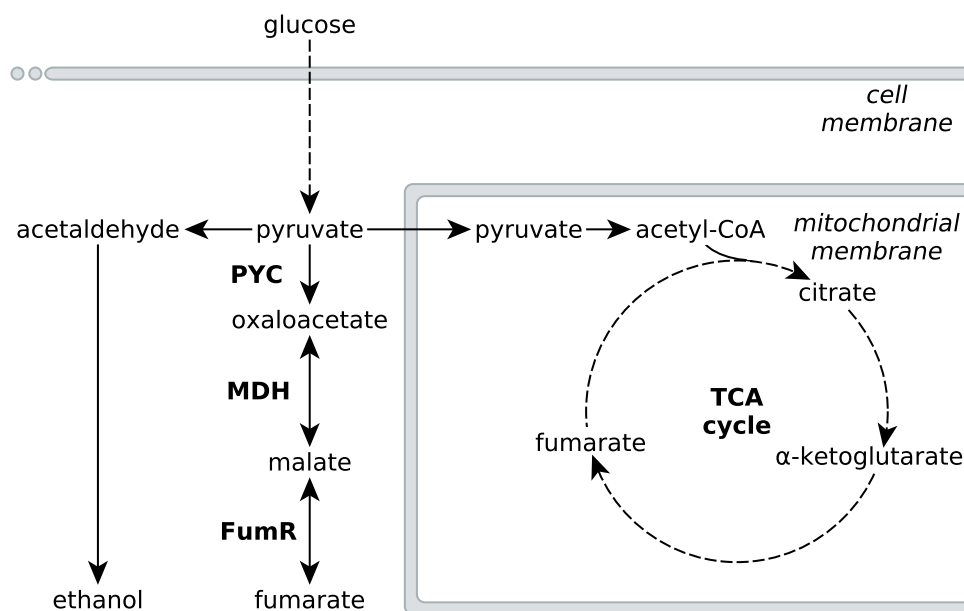 glucose
cell
membrane
acetaldehyde
pyruvate
pyruvate
acetyl-CoA
mitochondrial
membrane
PYC
citrate
oxaloacetate
MDH
TCA
cycle
fumarate
α-ketoglutarate
malate
FumR
ethanol
fumarate